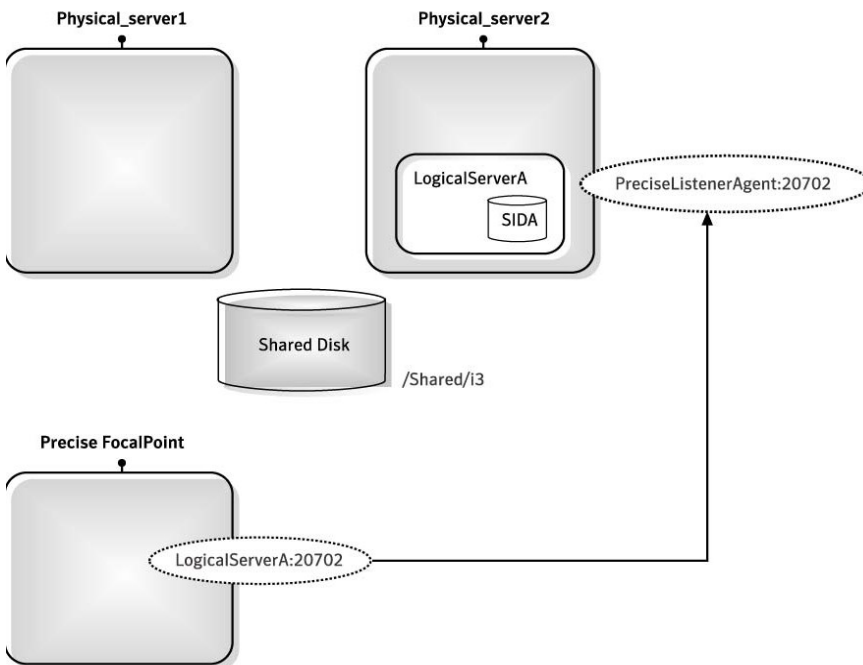 Physical_server1
Physical_server2
LogicalServerA
SIDA
PreciseListenerAgent:20702
Shared Disk
/Shared/i3
Precise FocalPoint
LogicalServerA:20702